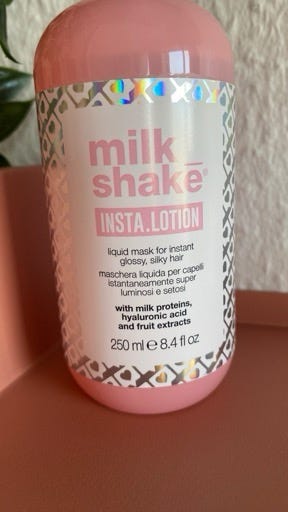 milk_
shake®
INSTA.LOTION
liquid mask for instant
glossy, silky hair
maschera liquida per capelli
istantaneamente super
luminosi e setosi
with milk proteins,
hyaluronic acid
and fruit extracts
250 ml ℮ 8.4 fl oz